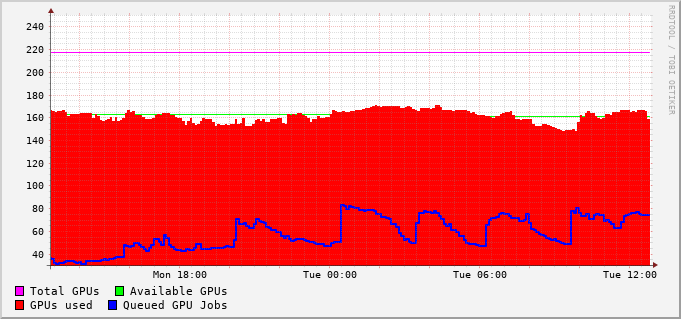 RRDTOOL / TOBI OETIKER
240
220
200
180
160
140
120
100
80
60
40
Mon 18:00 Tue 00:00 Tue 06:00 Tue 12:00
Total GPUs Available GPUs
GPUs used Queued GPU Jobs